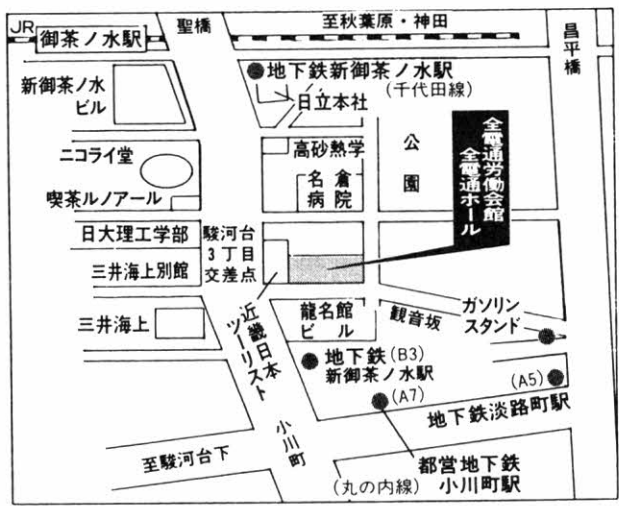 JR
御茶ノ水駅
聖橋
至秋葉原・神田
昌平橋
新御茶ノ水
ビル
地下鉄新御茶ノ水駅
(千代田線)
日立本社
ニコライ堂
喫茶ルノアール
高砂熱学
名倉
病院
公園
全電通労働会館
全電通ホール
日大理工学部
三井海上別館
駿河台
3丁目
交差点
三井海上
近畿日本
ツーリスト
龍名館
ビル
観音坂
ガソリン
スタンド
地下鉄(B3)
新御茶ノ水駅
(A7)
(A5)
地下鉄淡路町駅
小川町
至駿河台下
都営地下鉄
(丸の内線)小川町駅